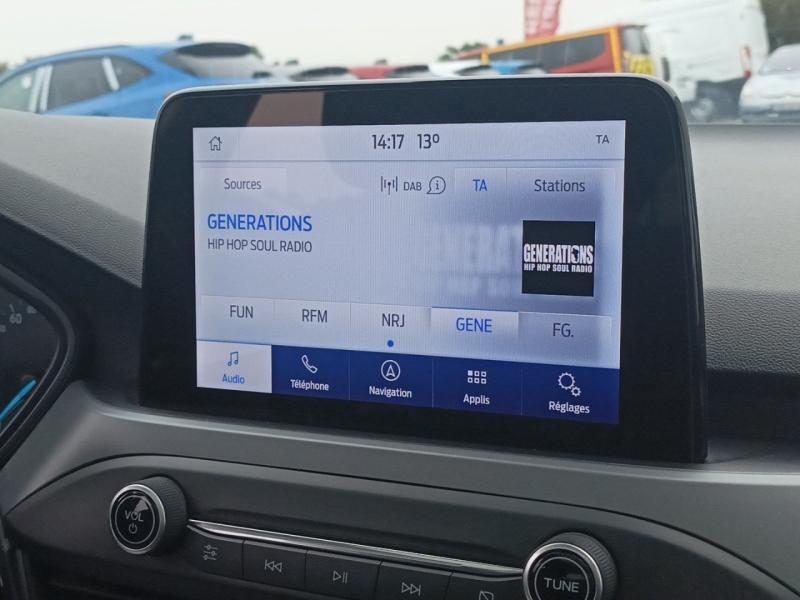 14:17 13°
TA
Sources
DAB
TA
Stations
GENERATIONS
HIP HOP SOUL RADIO
GENERATIONS
HIP HOP SOUL RADIO
FUN
RFM
NRJ
GENE
FG.
Audio
Téléphone
Navigation
Applis
Réglages
60
VOL
TUNE